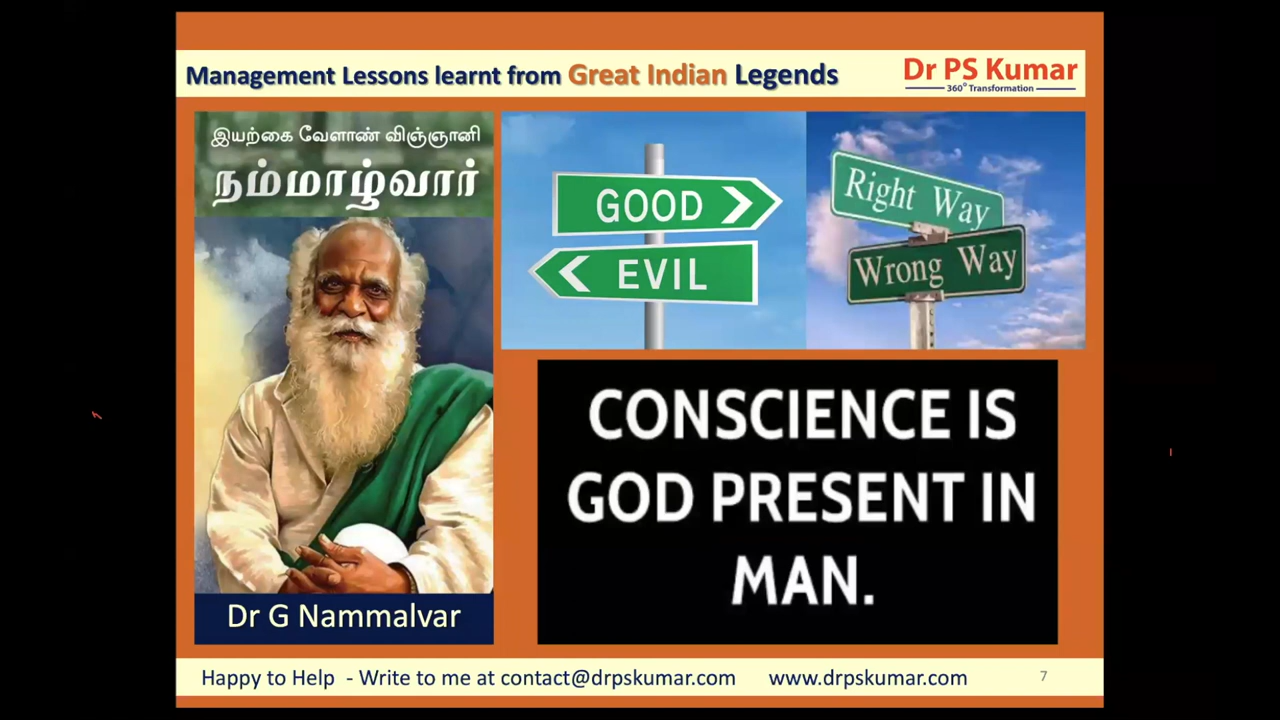 Management Lessons learnt from Great Indian Legends
Dr PS Kumar
360° Transformation
இயற்கை வேளாண் விஞ்ஞானி
நம்மாழ்வார்
Dr G Nammalvar
GOOD
EVIL
Right Way
Wrong Way
CONSCIENCE IS
GOD PRESENT IN
MAN.
Happy to Help - Write to me at contact@drpskumar.com www.drpskumar.com 7